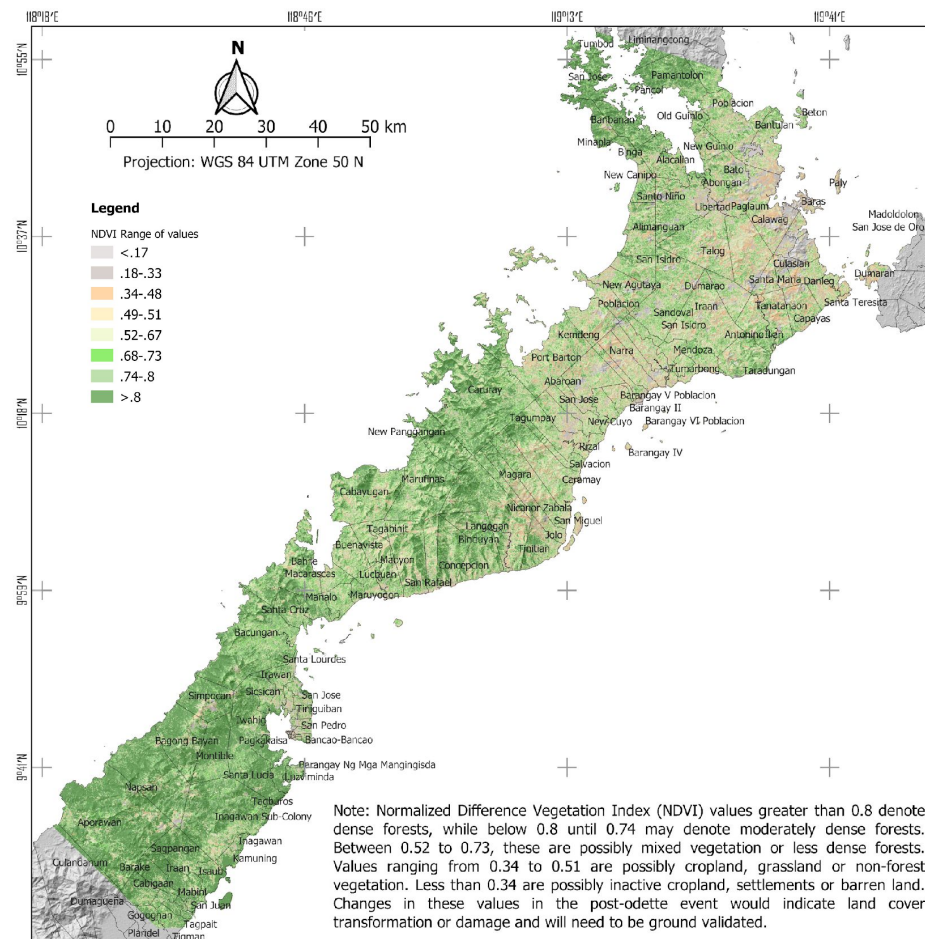 118°18'E 118°46'E 119°13'E 119°41'E
10°55'N
10°37'N
10°18'N
9°59'N
9°41'N
N
0 10 20 30 40 50 km
Projection: WGS 84 UTM Zone 50 N
Legend
NDVI Range of values
<.17
.18-.33
.34-.48
.49-.51
.52-.67
.68-.73
.74-.8
>.8
Tumbod
Liminangcong
San Jose
Pamantolon
Pancol
Poblacion
Old Guinlo
Beton
Banbanan
Bantulan
Minapla
Binga
New Guinlo
Alacalian
Bato
New Canipo
Abongan
Paly
Santo Niño
Baras
Libertad
Paglaum
Madoldolon
Calawag
San Jose de Oro
Alimanguan
Talog
San Isidro
Culasian
Dumaran
Santa Maria
Danleg
New Agutaya
Dumarao
Poblacion
Iraan
Tanatanaon
Santa Teresita
Sandoval
Capayas
San Isidro
Kemdeng
Antonino
Ilen
Narra
Mendoza
Port Barton
Tumarbong
Taradungan
Abaroan
Caruray
San Jose
Barangay V Poblacion
Barangay II
Tagumpay
New Cuyo
Barangay VI Poblacion
New Panggangan
Rizal
Barangay IV
Salvacion
Magara
Marufinas
Caramay
Cabayugan
Nicanor Zabala
San Miguel
Tagabinit
Langogan
Jolo
Binduyan
Buenavista
Tinitian
Bahile
Manyon
Concepcion
Macarascas
Lucbuan
San Rafael
Manalo
Maruyogon
Santa Cruz
Bacungan
Santa Lourdes
Irawan
Simpocan
Sicsican
San Jose
Tiniguiban
Iwahig
San Pedro
Bagong Bayan
Pagkakaisa
Bancao-Bancao
Montible
Barangay Ng Mga Mangingisda
Santa Lucia
Luzviminda
Napsan
Tagburos
Inagawan Sub-Colony
Aporawan
Inagawan
Sagpangan
Kamuning
Culandanum
Barake
Iraan
Isaub
Cabigaan
Mabini
Dumaguena
San Juan
Gogognan
Tagpait
Plaridel
Tigman
Note: Normalized Difference Vegetation Index (NDVI) values greater than 0.8 denote
dense forests, while below 0.8 until 0.74 may denote moderately dense forests.
Between 0.52 to 0.73, these are possibly mixed vegetation or less dense forests.
Values ranging from 0.34 to 0.51 are possibly cropland, grassland or non-forest
vegetation. Less than 0.34 are possibly inactive cropland, settlements or barren land.
Changes in these values in the post-odette event would indicate land cover
transformation or damage and will need to be ground validated.